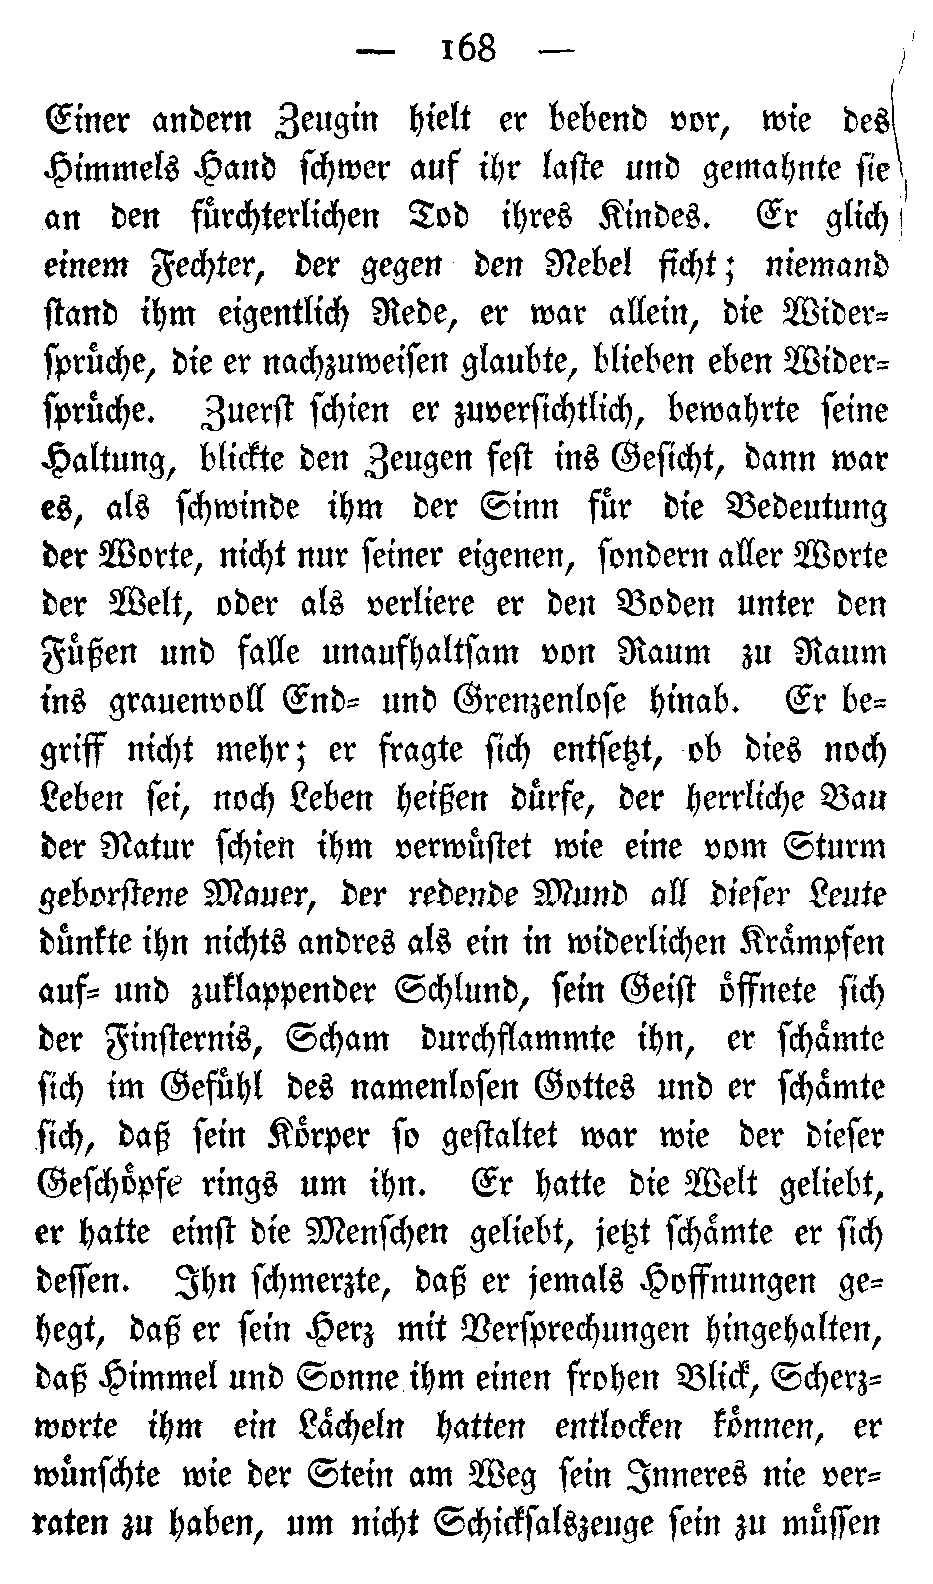 — 168 —
Einer andern Zeugin hielt er bebend vor, wie des
Himmels Hand schwer auf ihr laste und gemahnte sie
an den fürchterlichen Tod ihres Kindes. Er glich
einem Fechter, der gegen den Nebel ficht; niemand
stand ihm eigentlich Rede, er war allein, die Wider-
sprüche, die er nachzuweisen glaubte, blieben eben Wider-
sprüche. Zuerst schien er zuversichtlich, bewahrte seine
Haltung, blickte den Zeugen fest ins Gesicht, dann war
es, als schwinde ihm der Sinn für die Bedeutung
der Worte, nicht nur seiner eigenen, sondern aller Worte
der Welt, oder als verliere er den Boden unter den
Füßen und falle unaufhaltsam von Raum zu Raum
ins grauenvoll End- und Grenzenlose hinab. Er be-
griff nicht mehr; er fragte sich entsetzt, ob dies noch
Leben sei, noch Leben heißen dürfe, der herrliche Bau
der Natur schien ihm verwüstet wie eine vom Sturm
geborstene Mauer, der redende Mund all dieser Leute
dünkte ihn nichts andres als ein in widerlichen Krämpfen
auf- und zuklappender Schlund, sein Geist öffnete sich
der Finsternis, Scham durchflammte ihn, er schämte
sich im Gefühl des namenlosen Gottes und er schämte
sich, daß sein Körper so gestaltet war wie der dieser
Geschöpfe rings um ihn. Er hatte die Welt geliebt,
er hatte einst die Menschen geliebt, jetzt schämte er sich
dessen. Ihn schmerzte, daß er jemals Hoffnungen ge-
hegt, daß er sein Herz mit Versprechungen hingehalten,
daß Himmel und Sonne ihm einen frohen Blick, Scherz-
worte ihm ein Lächeln hatten entlocken können, er
wünschte wie der Stein am Weg sein Inneres nie ver-
raten zu haben, um nicht Schicksalszeuge sein zu müssen